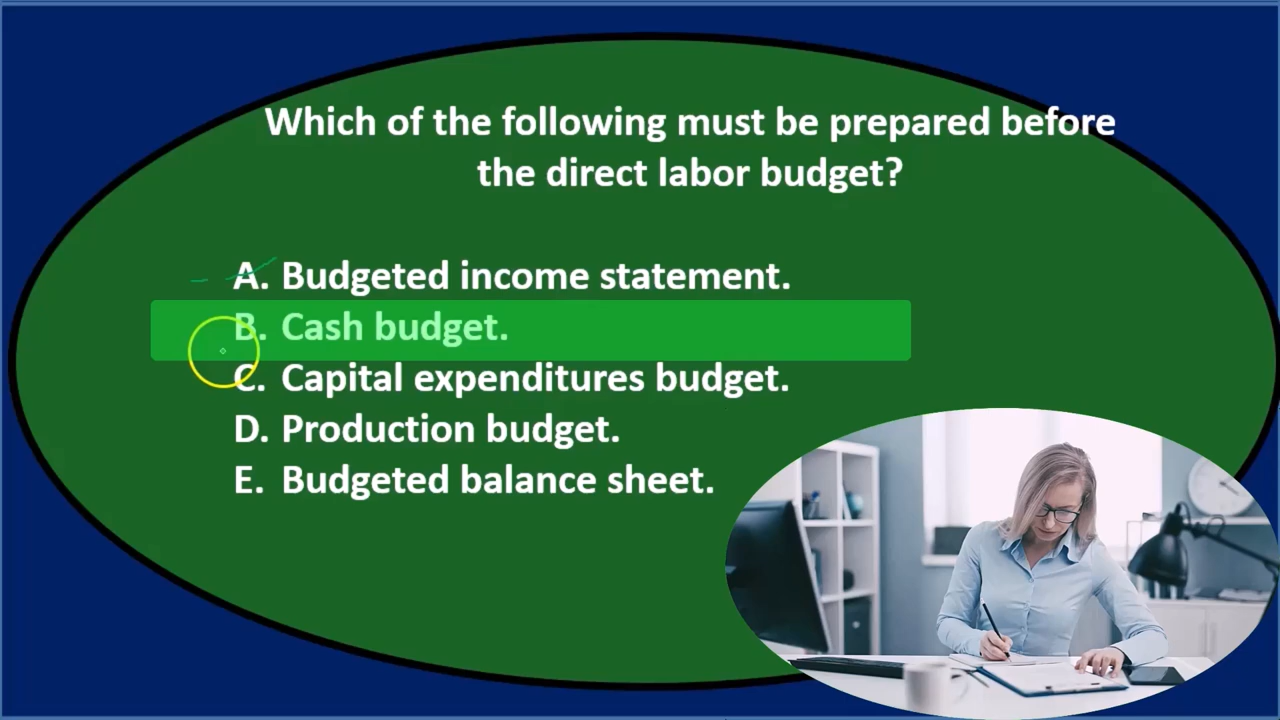 Which of the following must be prepared before
the direct labor budget?
A. Budgeted income statement.
B. Cash budget.
C. Capital expenditures budget.
D. Production budget.
E. Budgeted balance sheet.